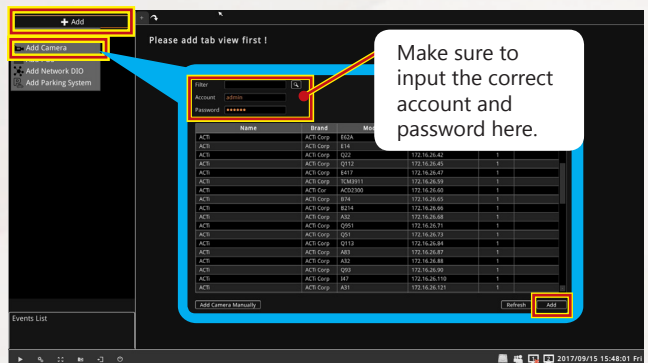 + Add
Please add tab view first !
Add Camera
Add Network DIO
Add Parking System
Make sure to
input the correct
account and
password here.
Filter
Account admin
Password ******
Name Brand
ACTi ACTi Corp E62A
ACTi ACTi Corp E14
ACTi ACTi Corp Q22 172.16.26.42 1
ACTi ACTi Corp Q112 172.16.26.45 1
ACTi ACTi Corp E417 172.16.26.47 1
ACTi ACTi Corp TCM3911 172.16.26.59 1
ACTi ACTi Cor ACD2300 172.16.26.60 1
ACTi ACTi Corp B74 172.16.26.65 1
ACTi ACTi Corp B214 172.16.26.66 1
ACTi ACTi Corp A32 172.16.26.68 1
ACTi ACTi Corp Q951 172.16.26.71 1
ACTi ACTi Corp Q51 172.16.26.73 1
ACTi ACTi Corp Q113 172.16.26.84 1
ACTi ACTi Corp A83 172.16.26.87 1
ACTi ACTi Corp A32 172.16.26.88 1
ACTi ACTi Corp Q93 172.16.26.90 1
ACTi ACTi Corp I47 172.16.26.110 1
ACTi ACTi Corp A31 172.16.26.121 1
Add Camera Manually Refresh Add
Events List
2017/09/15 15:48:01 Fri